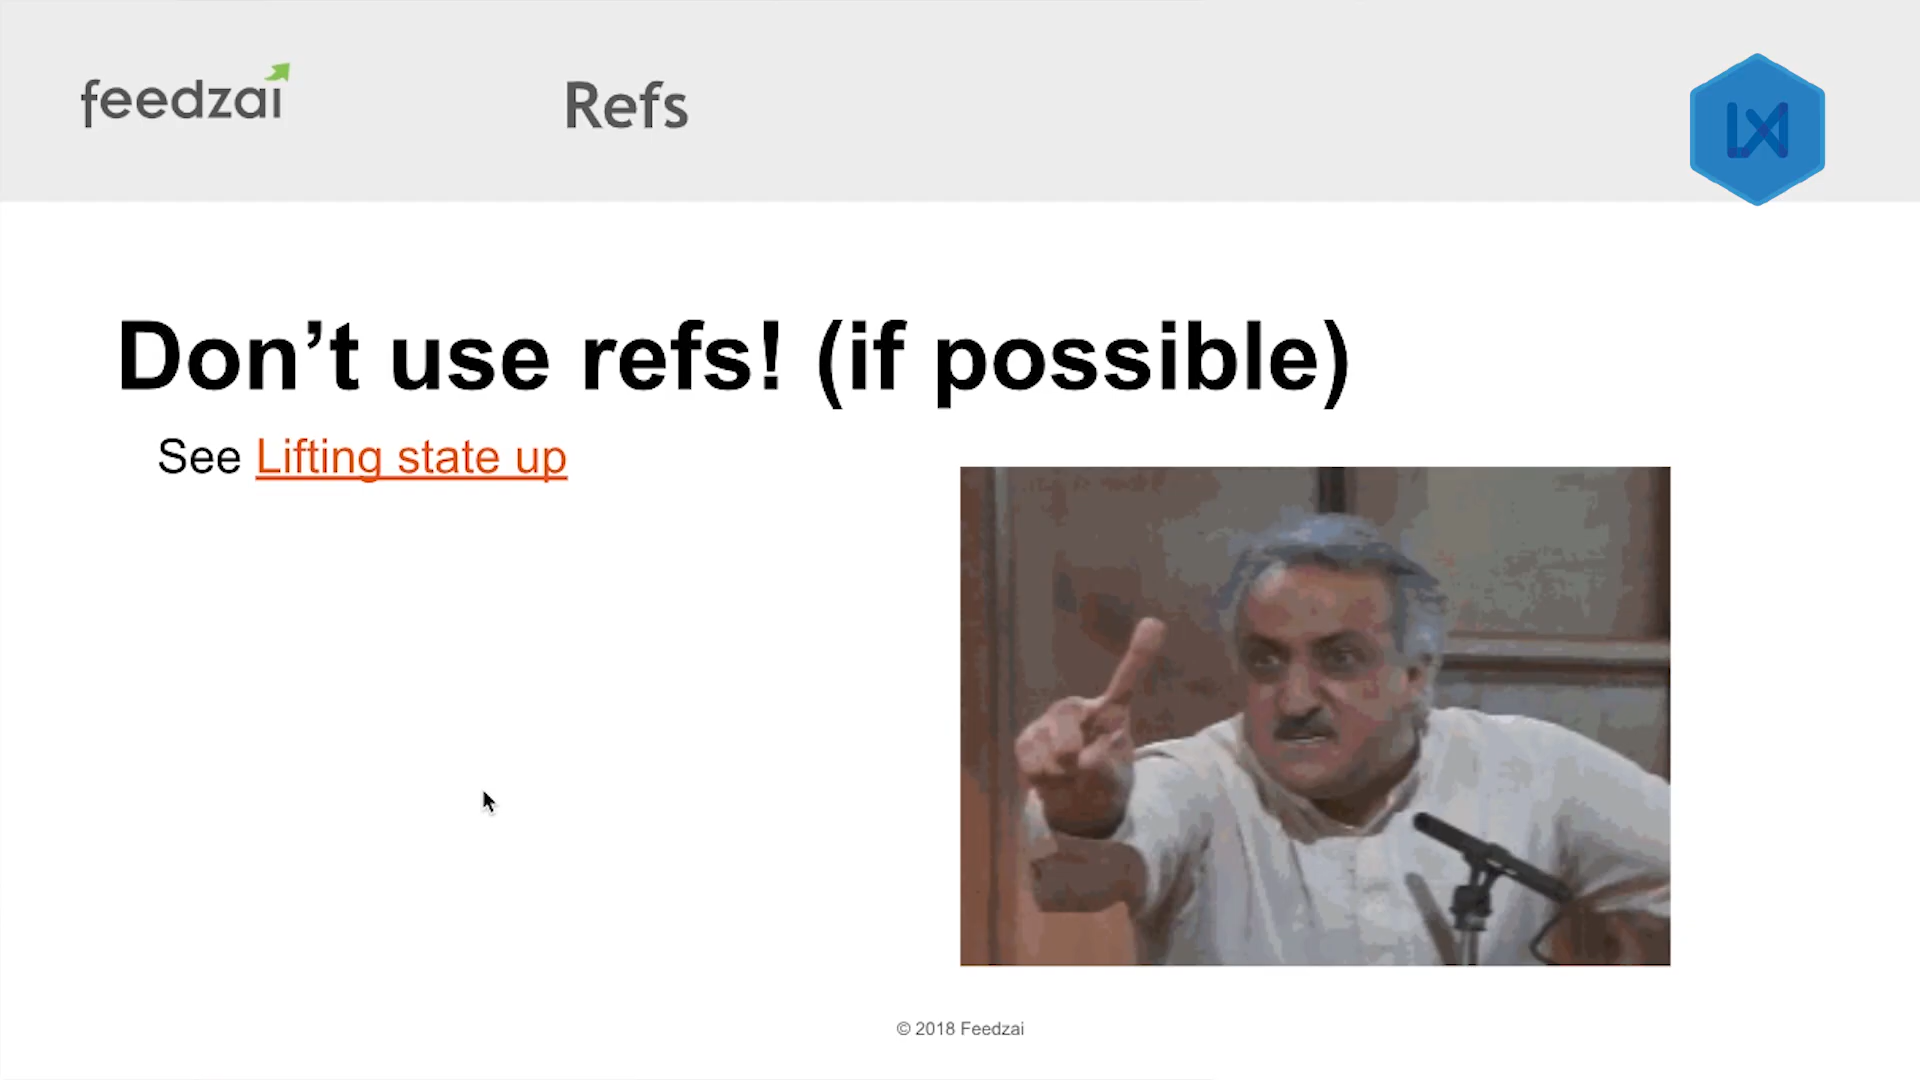 feedzai
Refs
Don’t use refs! (if possible)
See Lifting state up
© 2018 Feedzai